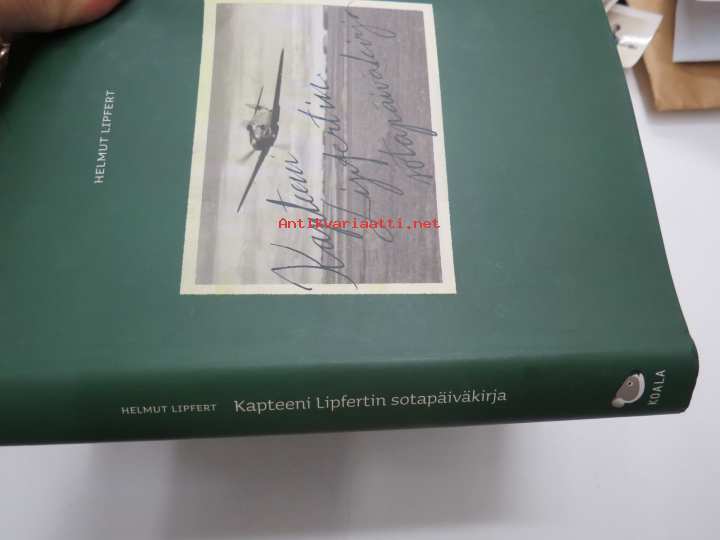 HELMUT LIPFERT
Kapteeni
Lipfertin
sotapäiväkirja
Antikvariaatti.net
HELMUT LIPFERT Kapteeni Lipfertin sotapäiväkirja KOALA